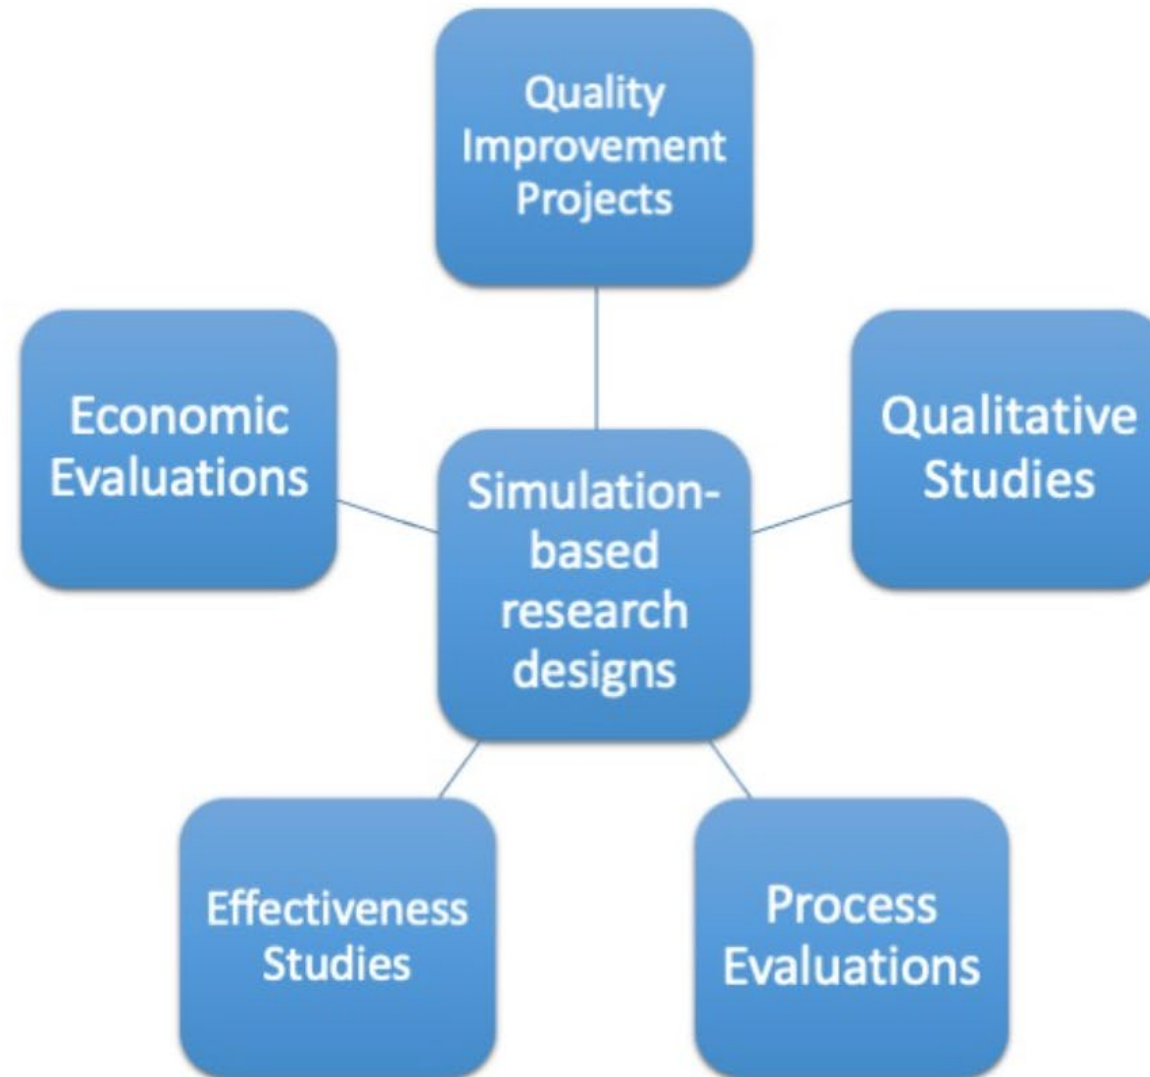 Quality
Improvement
Projects
Economic
Evaluations
Qualitative
Studies
Simulation-
based
research
designs
Effectiveness
Studies
Process
Evaluations